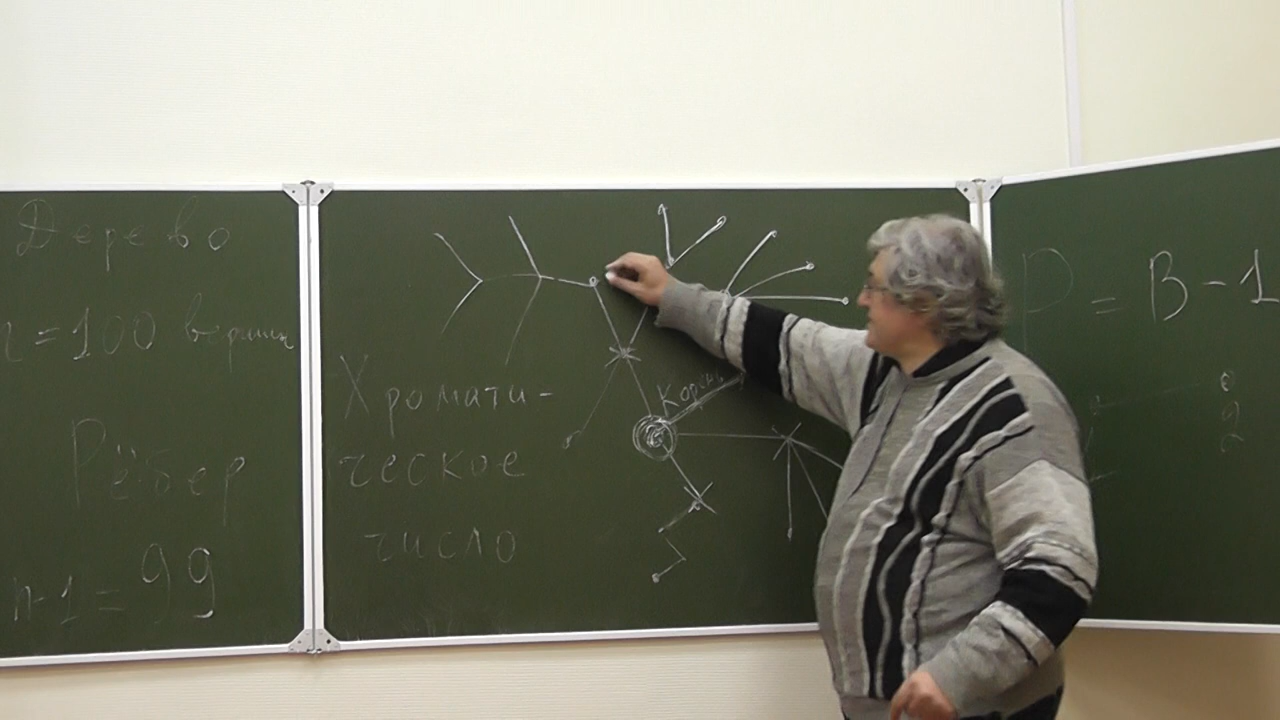 Дерево
n=100 вершин
Рёбер
n-1=99
Хромати-
ческое
число
Корень
Р=В-1